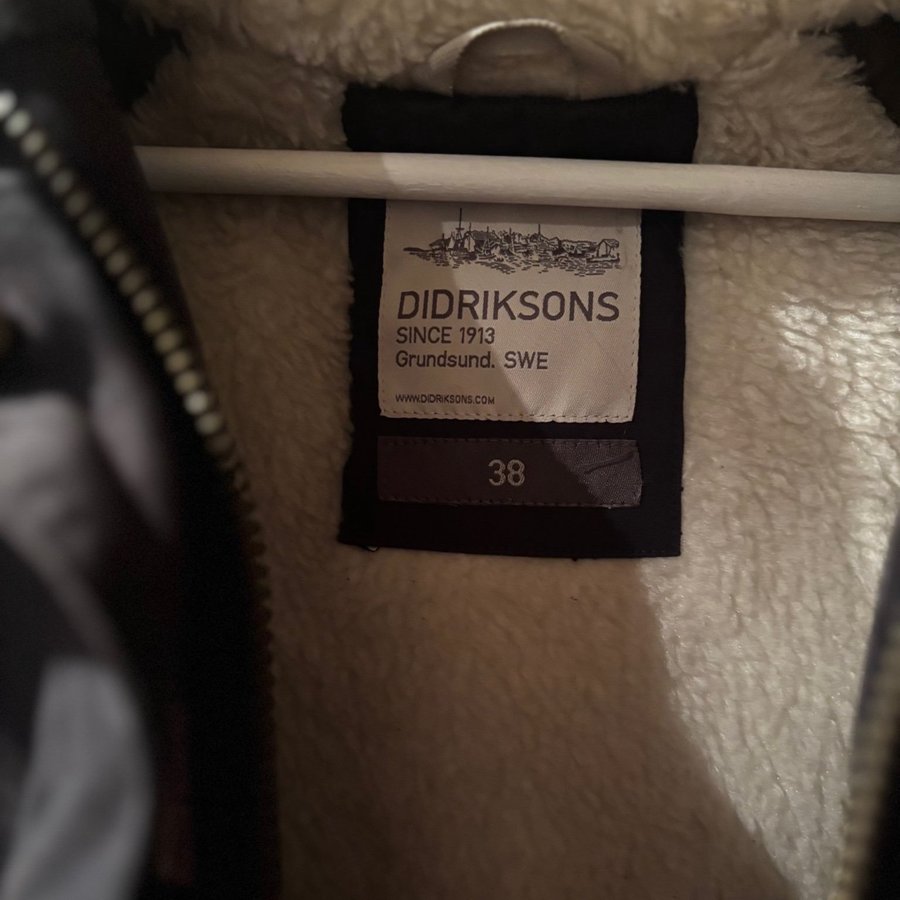 DIDRIKSONS
SINCE 1913
Grundsund. SWE
WWW.DIDRIKSONS.COM
38